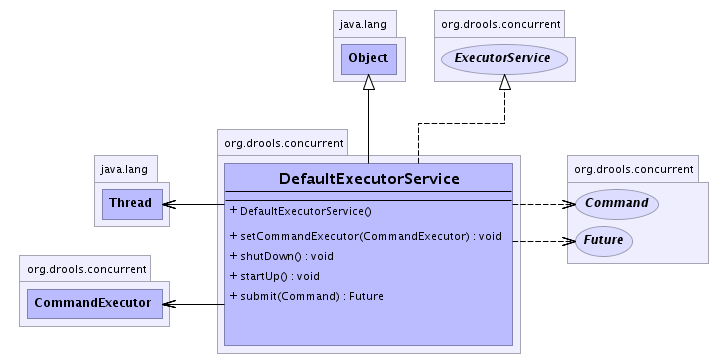 java.lang
Object
org.drools.concurrent
ExecutorService
org.drools.concurrent
DefaultExecutorService
+ DefaultExecutorService()
+ setCommandExecutor(CommandExecutor) : void
+ shutDown() : void
+ startUp() : void
+ submit(Command) : Future
java.lang
Thread
org.drools.concurrent
CommandExecutor
org.drools.concurrent
Command
Future